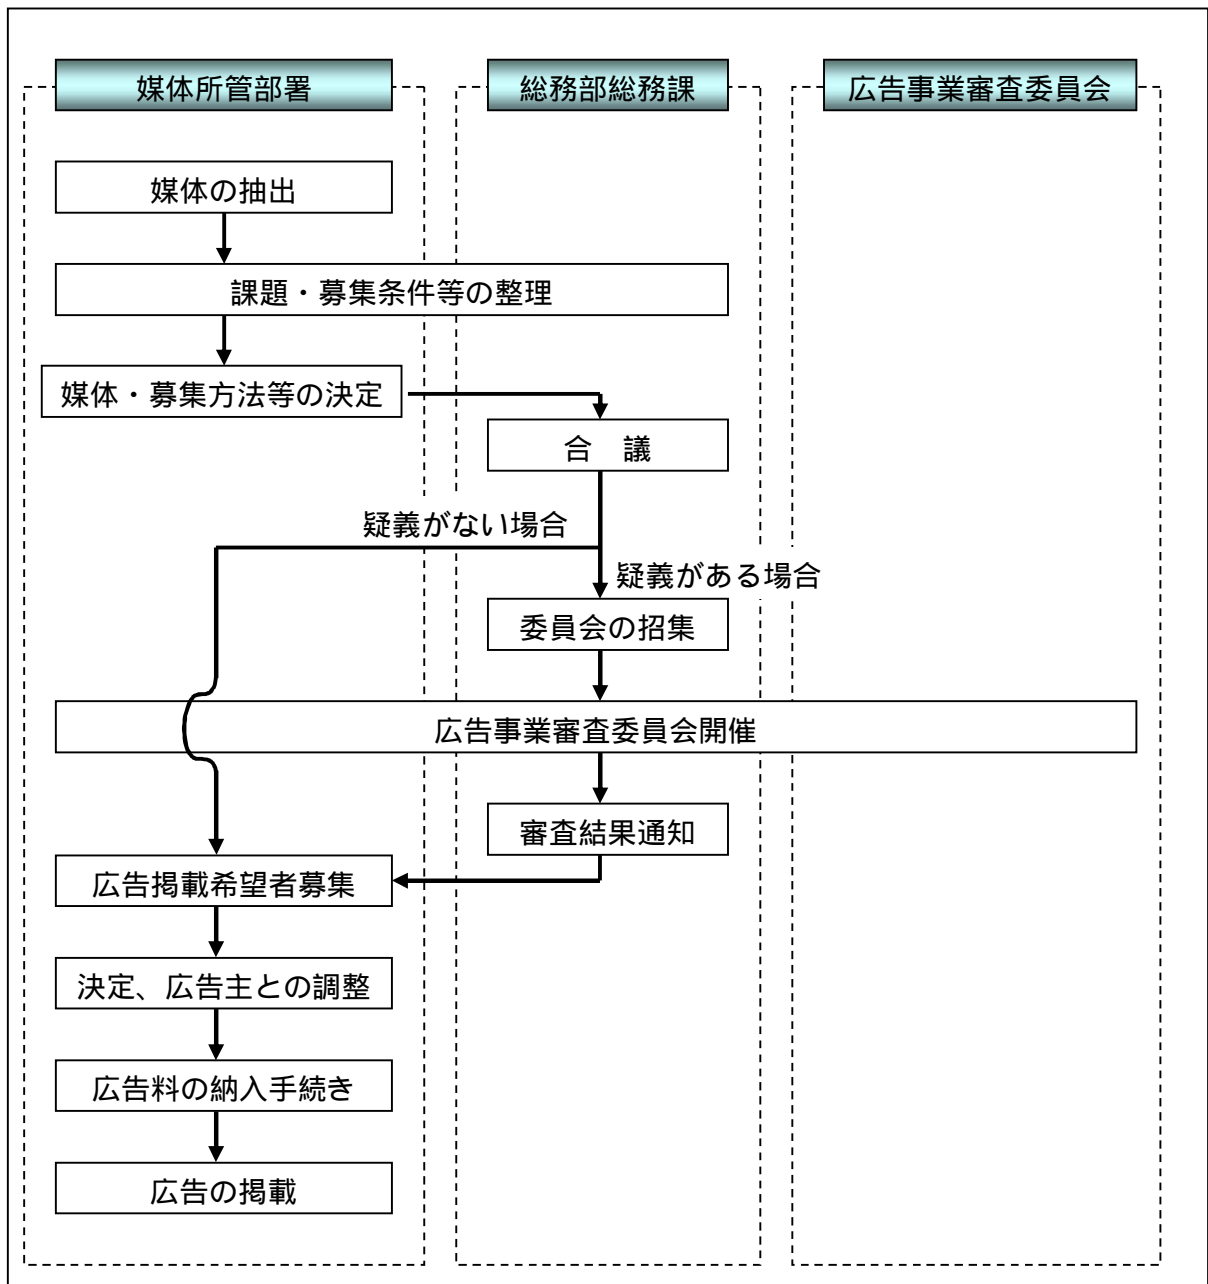 媒体所管部署
総務部総務課
広告事業審査委員会
媒体の抽出
課題・募集条件等の整理
媒体・募集方法等の決定
合　議
疑義がない場合
疑義がある場合
委員会の招集
広告事業審査委員会開催
審査結果通知
広告掲載希望者募集
決定、広告主との調整
広告料の納入手続き
広告の掲載